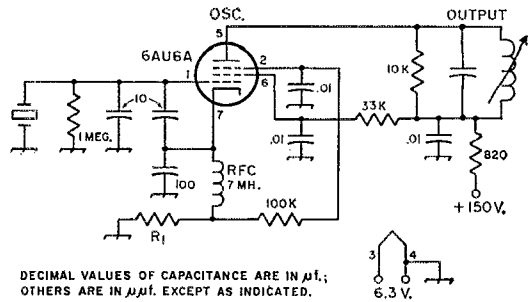 OSC.
OUTPUT
6AU6A
5
1
2
6
7
.01
10K
10
1 MEG.
.01
33K
.01
820
100
RFC
7 MH.
100K
R1
+150V.
3
4
6.3 V.
DECIMAL VALUES OF CAPACITANCE ARE IN µf.;
OTHERS ARE IN µµf. EXCEPT AS INDICATED.